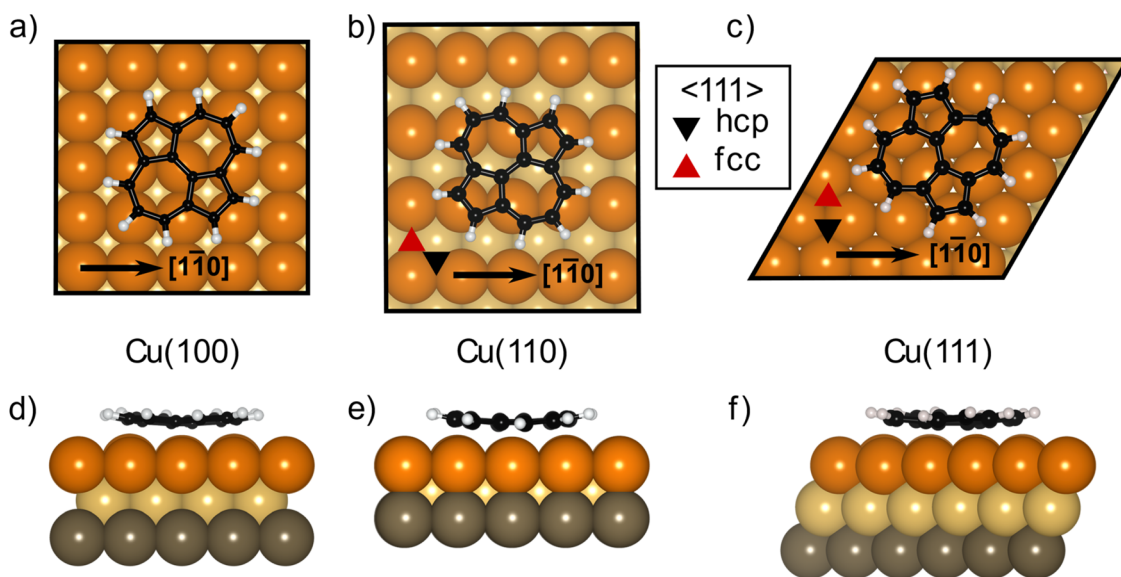 a)
b)
c)
<111>
hcp
fcc
[11̅0]
[11̅0]
[11̅0]
Cu(100)
Cu(110)
Cu(111)
d)
e)
f)